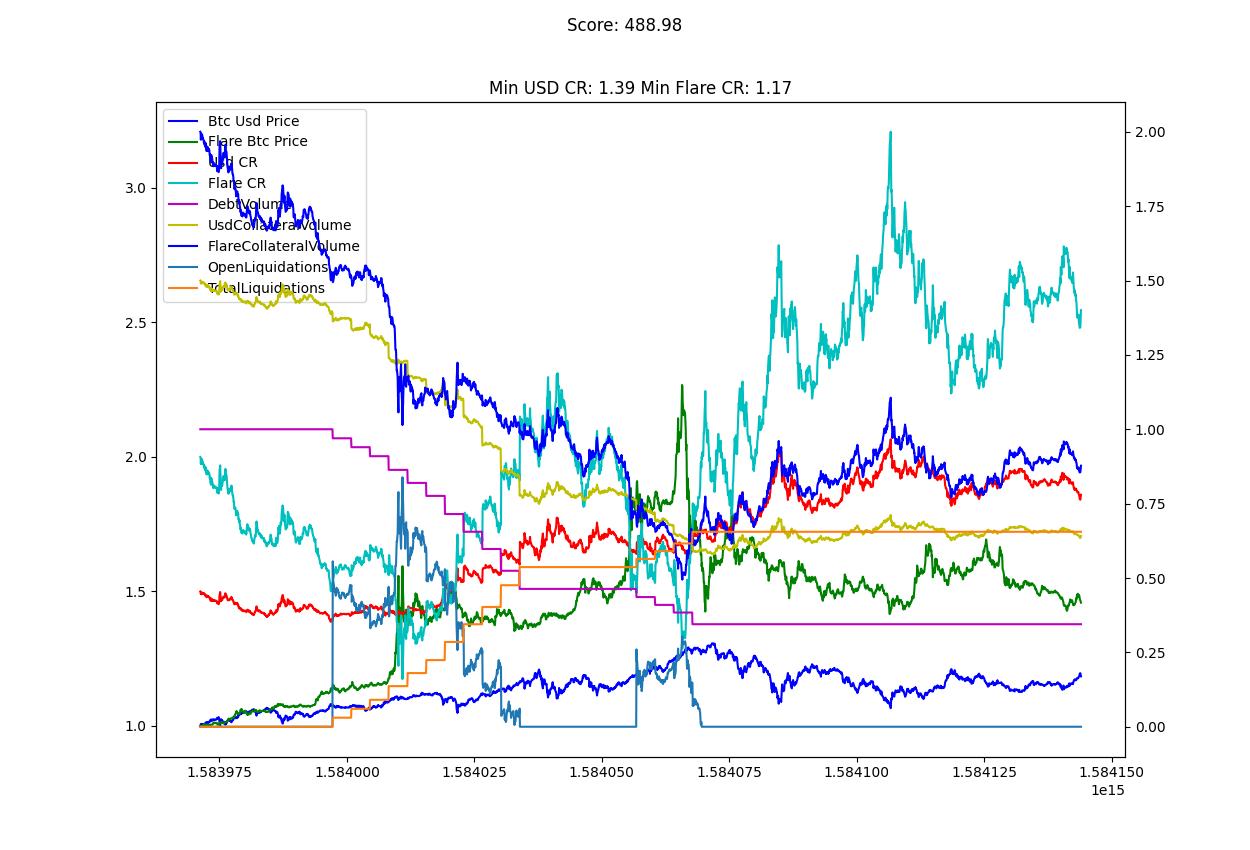 Score: 488.98
Min USD CR: 1.39 Min Flare CR: 1.17
Btc Usd Price
Flare Btc Price
Usd CR
Flare CR
DebtVolume
UsdCollateralVolume
FlareCollateralVolume
OpenLiquidations
TotalLiquidations
3.0
2.5
2.0
1.5
1.0
2.00
1.75
1.50
1.25
1.00
0.75
0.50
0.25
0.00
1.583975 1.584000 1.584025 1.584050 1.584075 1.584100 1.584125 1.584150
1e15